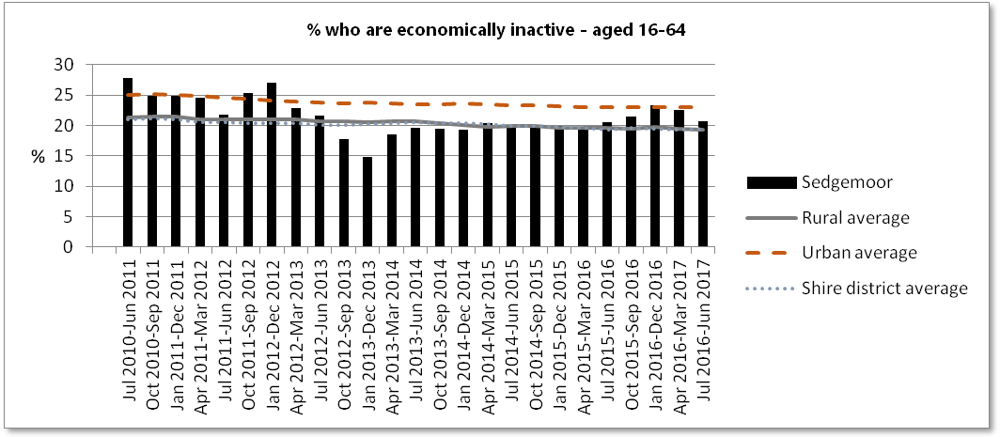 % who are economically inactive - aged 16-64
30
25
20
15
10
5
0
%
Jul 2010-Jun 2011
Oct 2010-Sep 2011
Jan 2011-Dec 2011
Apr 2011-Mar 2012
Jul 2011-Jun 2012
Oct 2011-Sep 2012
Jan 2012-Dec 2012
Apr 2012-Mar 2013
Jul 2012-Jun 2013
Oct 2012-Sep 2013
Jan 2013-Dec 2013
Apr 2013-Mar 2014
Jul 2013-Jun 2014
Oct 2013-Sep 2014
Jan 2014-Dec 2014
Apr 2014-Mar 2015
Jul 2014-Jun 2015
Oct 2014-Sep 2015
Jan 2015-Dec 2015
Apr 2015-Mar 2016
Jul 2015-Jun 2016
Oct 2015-Sep 2016
Jan 2016-Dec 2016
Apr 2016-Mar 2017
Jul 2016-Jun 2017
Sedgemoor
Rural average
Urban average
Shire district average